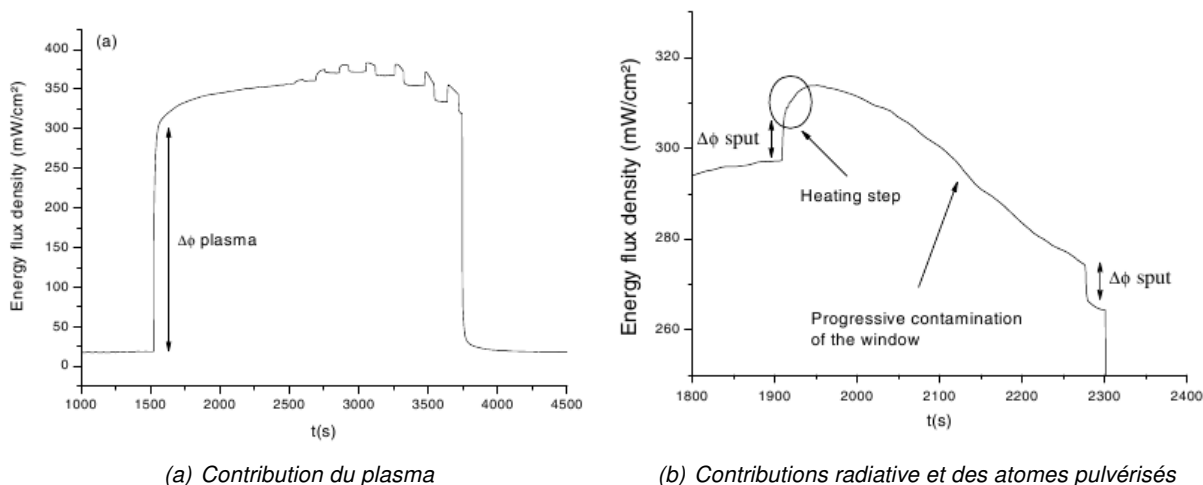 (a)
400
350
300
250
200
150
100
50
0
Energy flux density (mW/cm²)
Δϕ plasma
1000 1500 2000 2500 3000 3500 4000 4500
t(s)
(a) Contribution du plasma
320
300
280
260
Energy flux density (mW/cm²)
Δϕ sput
Heating step
Δϕ sput
Progressive contamination
of the window
1800 1900 2000 2100 2200 2300 2400
t(s)
(b) Contributions radiative et des atomes pulvérisés